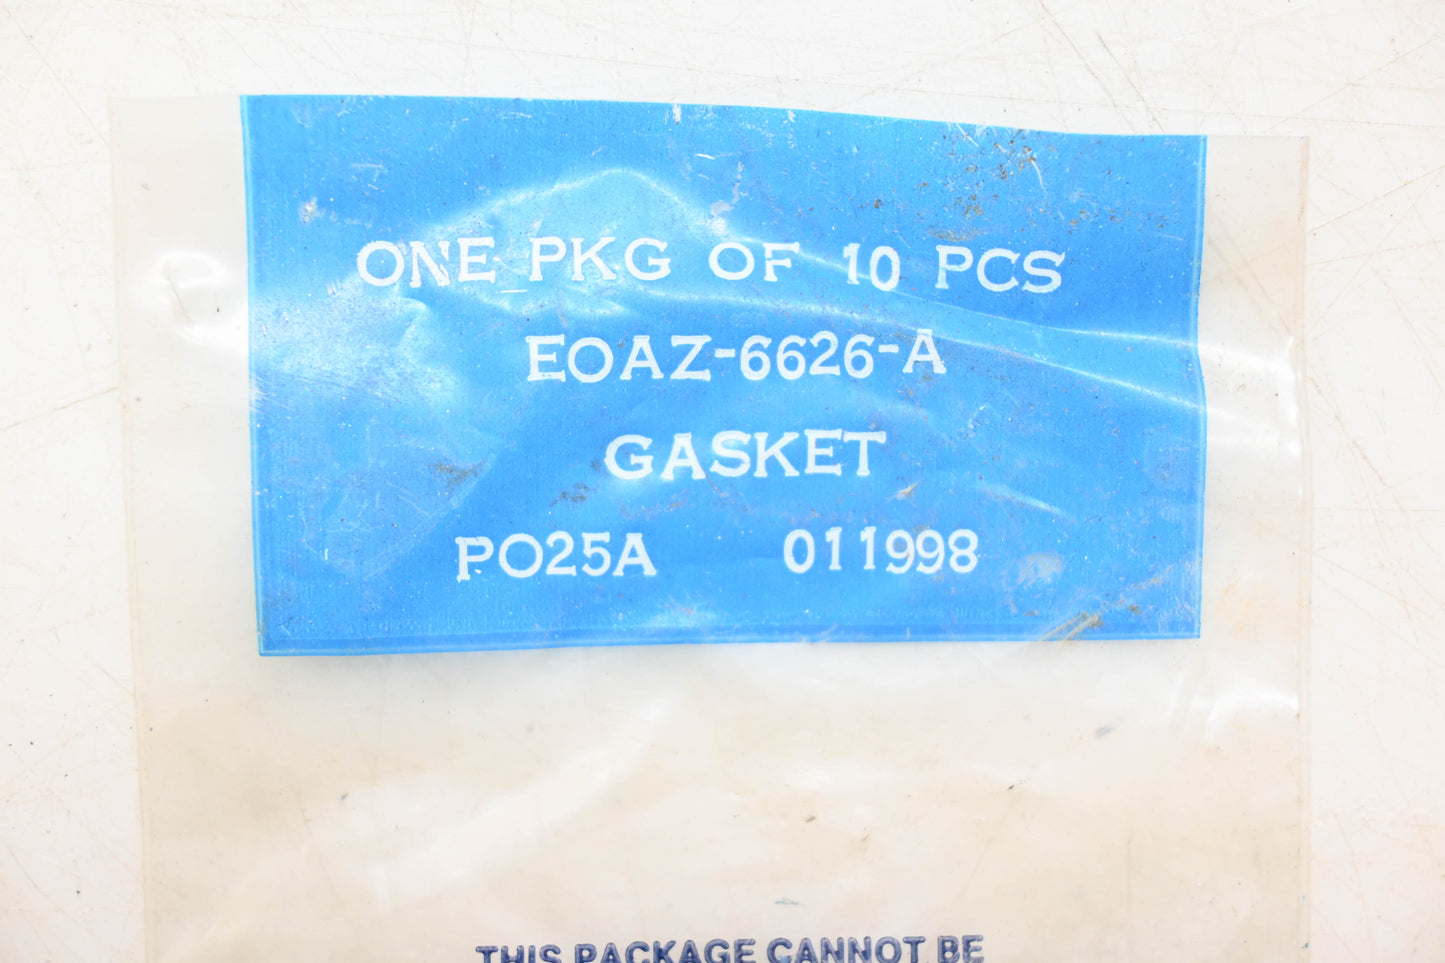 ONE PKG OF 10 PCS
EOAZ-6626-A
GASKET
PO25A 011998
THIS PACKAGE CANNOT BE